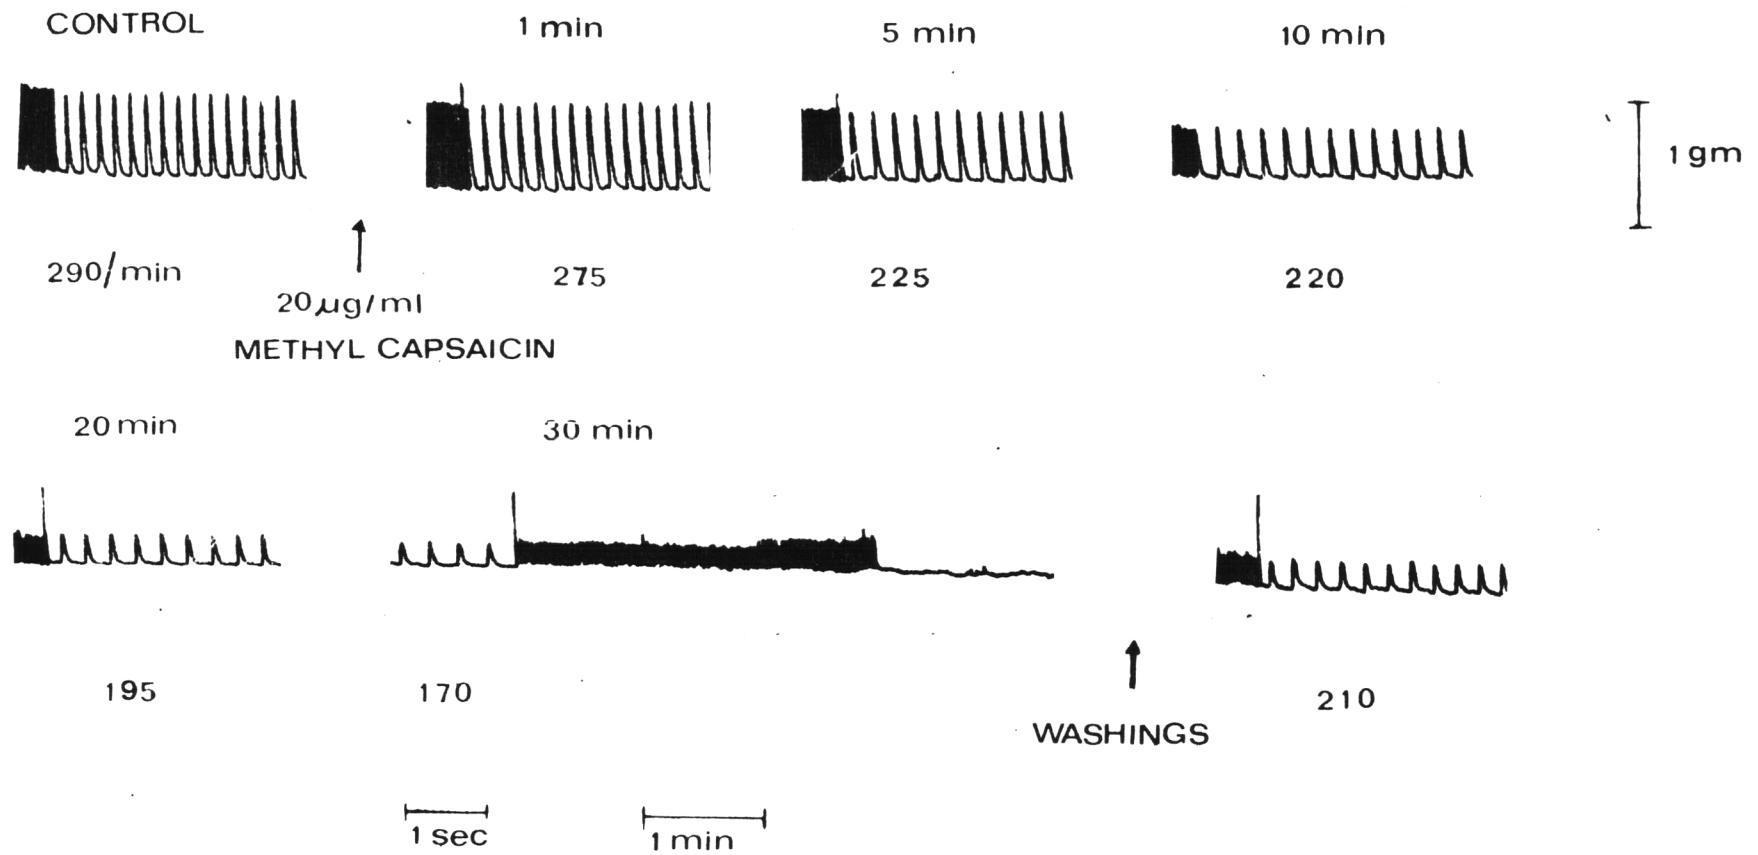 CONTROL
1 min
5 min
10 min
1 gm
290/min
20 µg/ml
METHYL CAPSAICIN
275
225
220
20 min
30 min
195
170
WASHINGS
210
1 sec
1 min